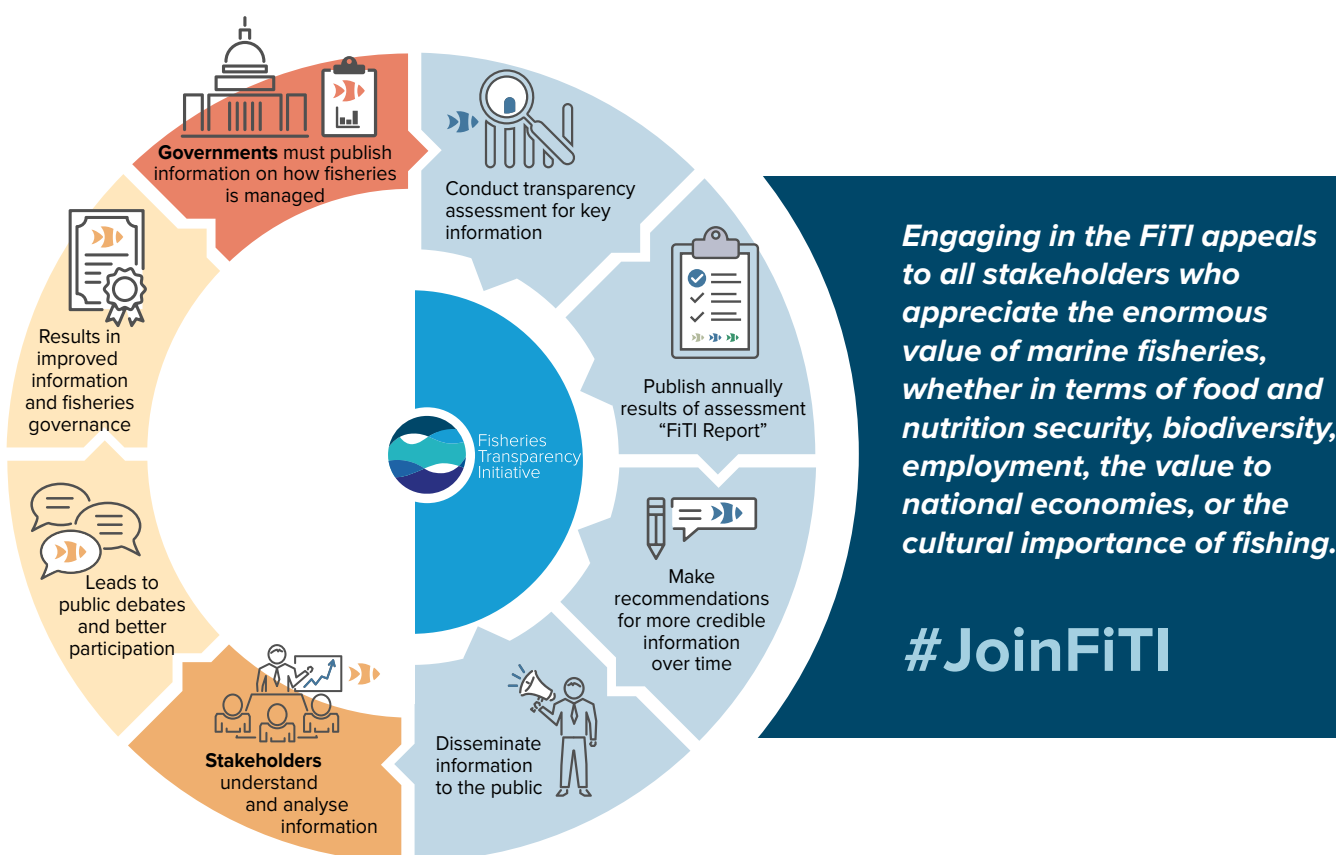 Governments must publish
information on how fisheries
is managed
Conduct transparency
assessment for key
information
Publish annually
results of assessment
“FiTI Report”
Make
recommendations
for more credible
information
over time
Disseminate
information
to the public
Stakeholders
understand
and analyse
information
Leads to
public debates
and better
participation
Results in
improved
information
and fisheries
governance
Fisheries
Transparency
Initiative
Engaging in the FiTI appeals
to all stakeholders who
appreciate the enormous
value of marine fisheries,
whether in terms of food and
nutrition security, biodiversity,
employment, the value to
national economies, or the
cultural importance of fishing.
#JoinFiTI